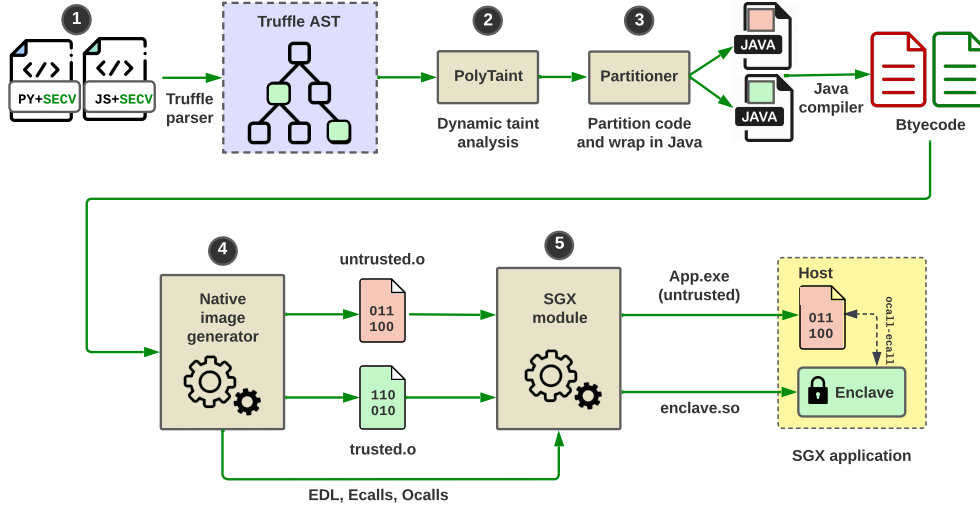 1
PY+SECV
JS+SECV
Truffle
parser
Truffle AST
2
PolyTaint
Dynamic taint
analysis
3
Partitioner
Partition code
and wrap in Java
JAVA
JAVA
Java
compiler
Btyecode
4
Native
image
generator
untrusted.o
011
100
110
010
trusted.o
EDL, Ecalls, Ocalls
5
SGX
module
App.exe
(untrusted)
enclave.so
Host
011
100
ocall-ecall
Enclave
SGX application